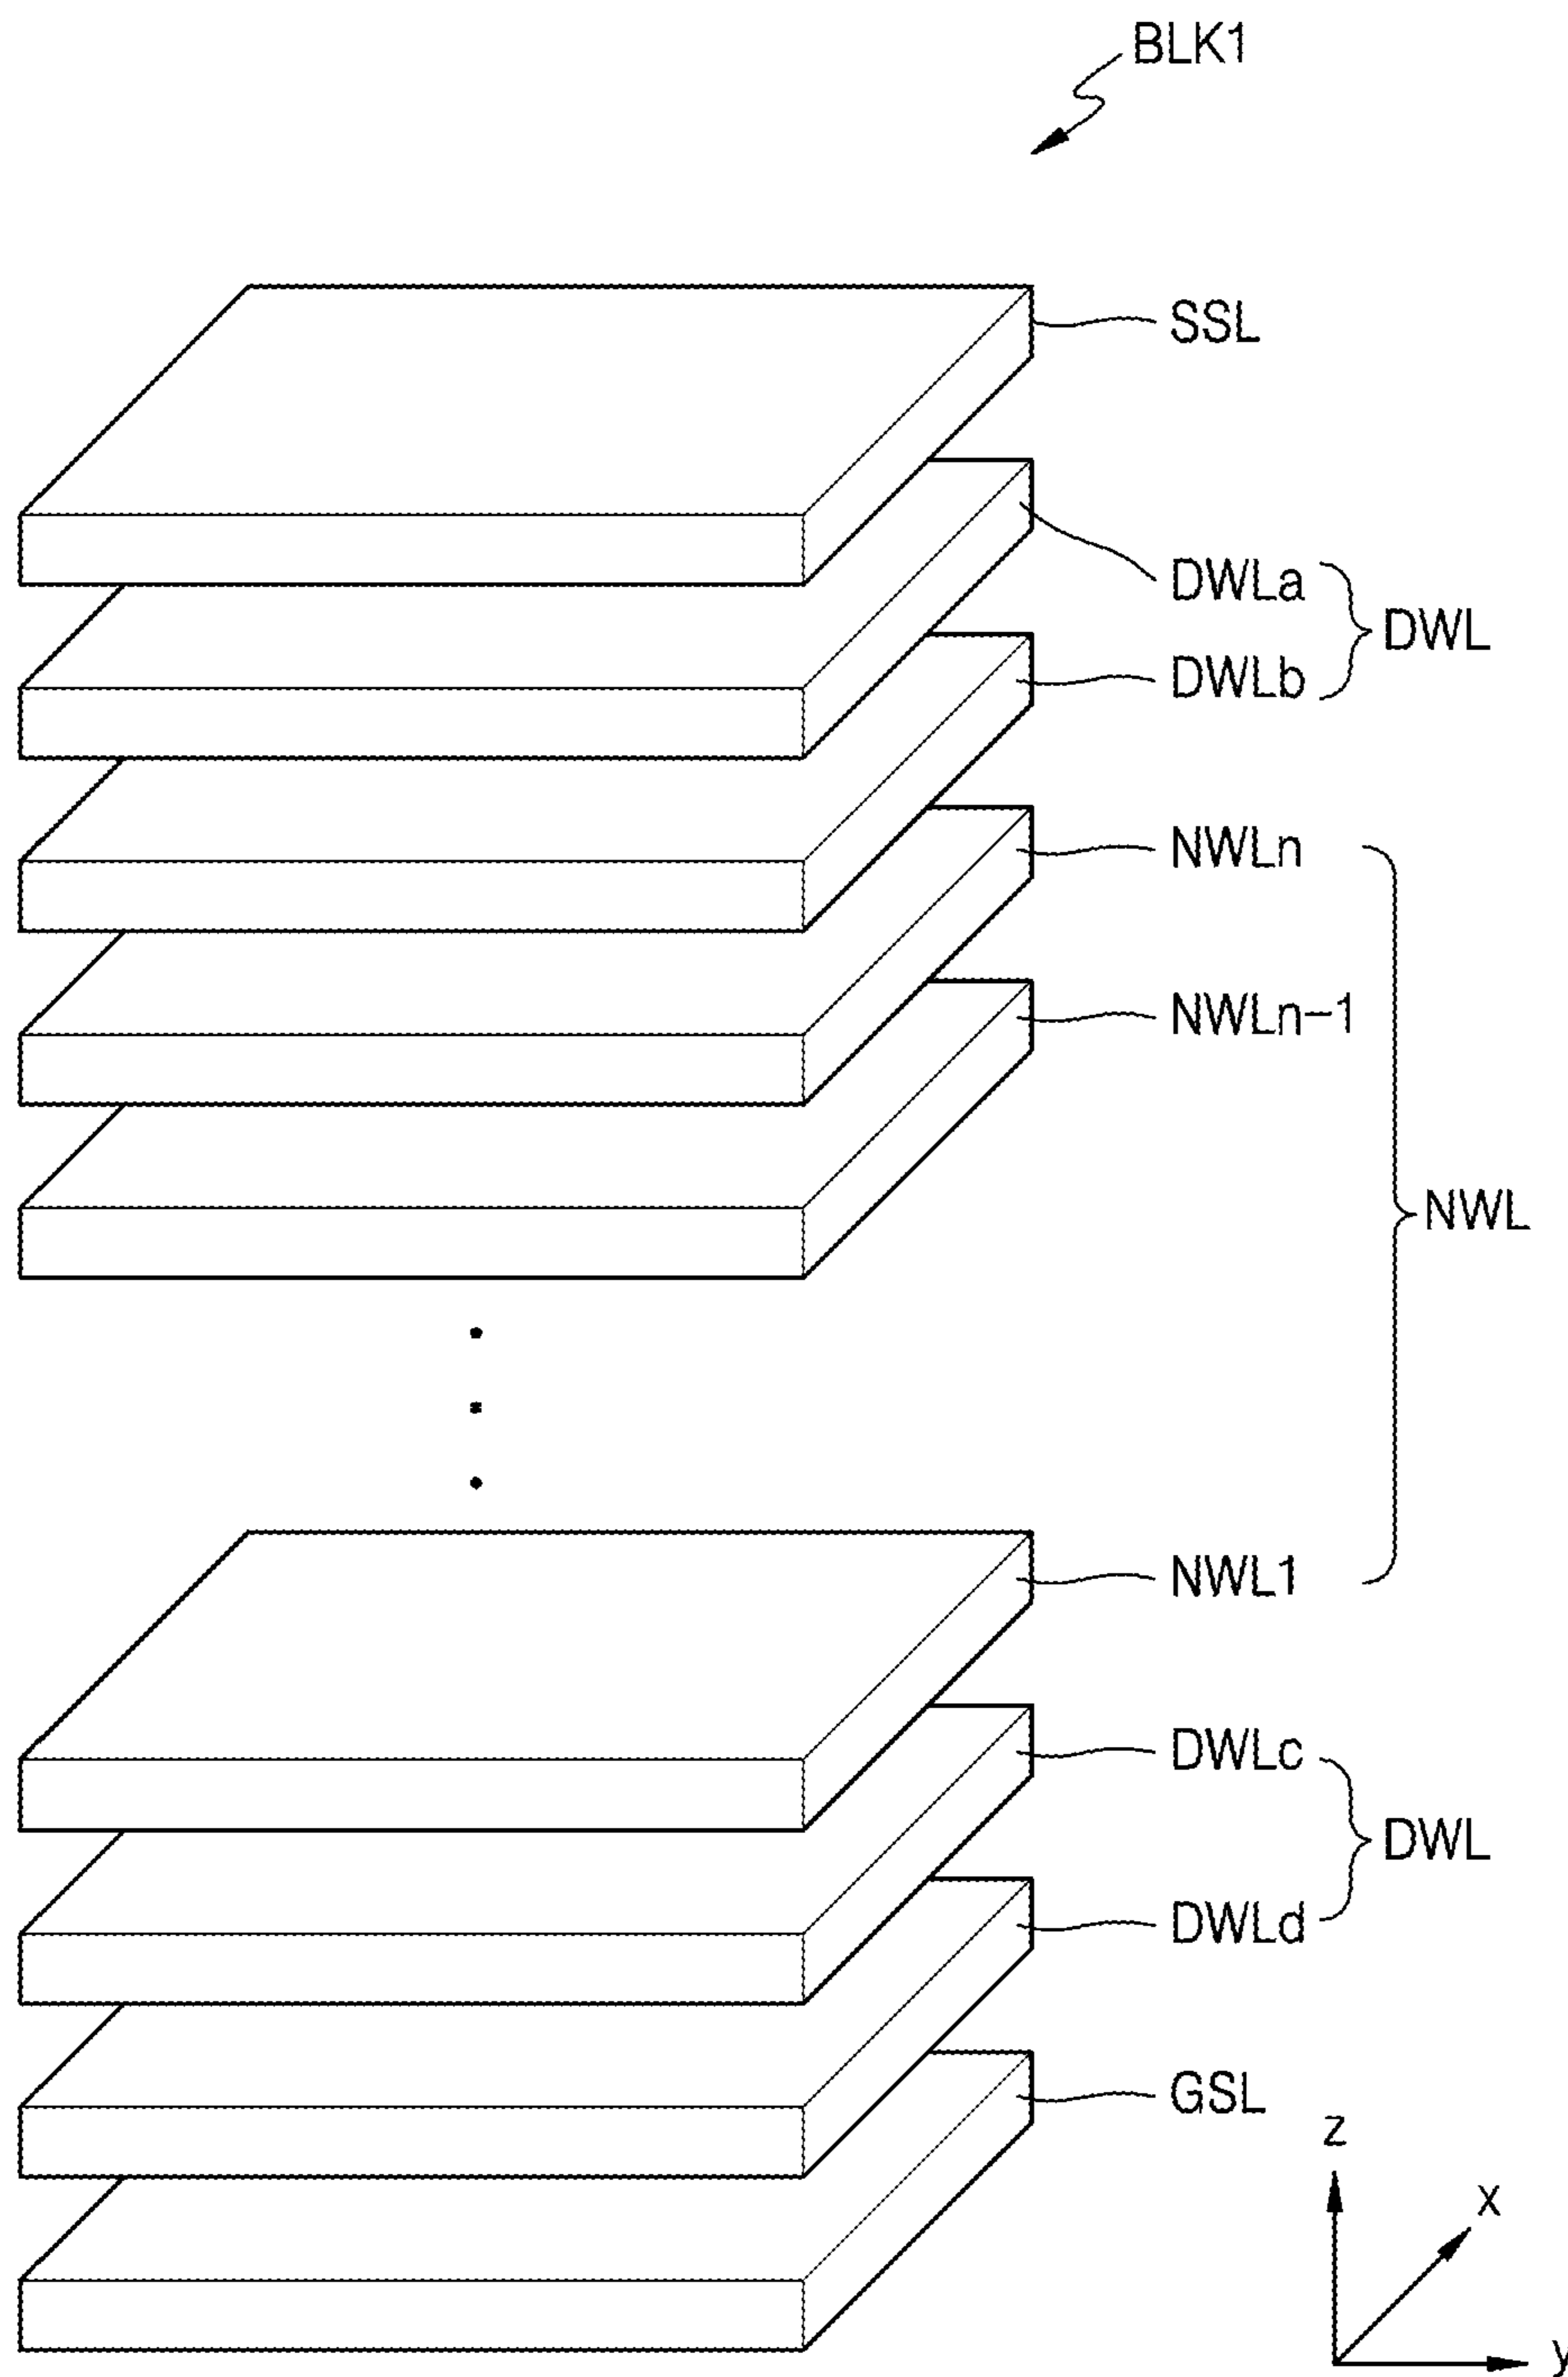 BLK1
SSL
DWLa
DWL
DWLb
NWLn
NWLn-1
NWL
NWL1
DWLc
DWL
DWLd
GSL
z
x
y